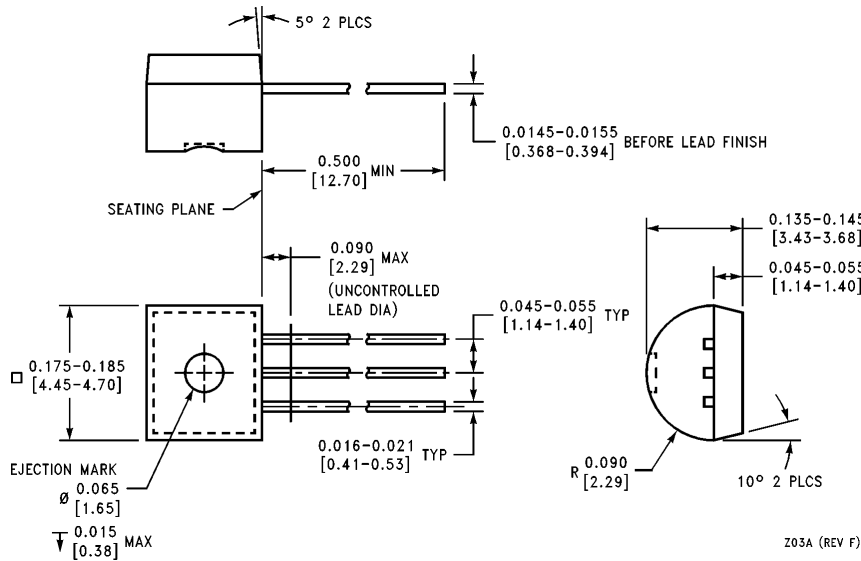 5° 2 PLCS
0.0145-0.0155
[0.368-0.394] BEFORE LEAD FINISH
0.500
[12.70] MIN
SEATING PLANE
0.090
[2.29] MAX
(UNCONTROLLED
LEAD DIA)
0.045-0.055
[1.14-1.40] TYP
0.135-0.145
[3.43-3.68]
0.045-0.055
[1.14-1.40]
0.175-0.185
[4.45-4.70]
0.016-0.021
[0.41-0.53] TYP
EJECTION MARK
Ø 0.065
[1.65]
0.015
[0.38] MAX
R 0.090
[2.29]
10° 2 PLCS
Z03A (REV F)